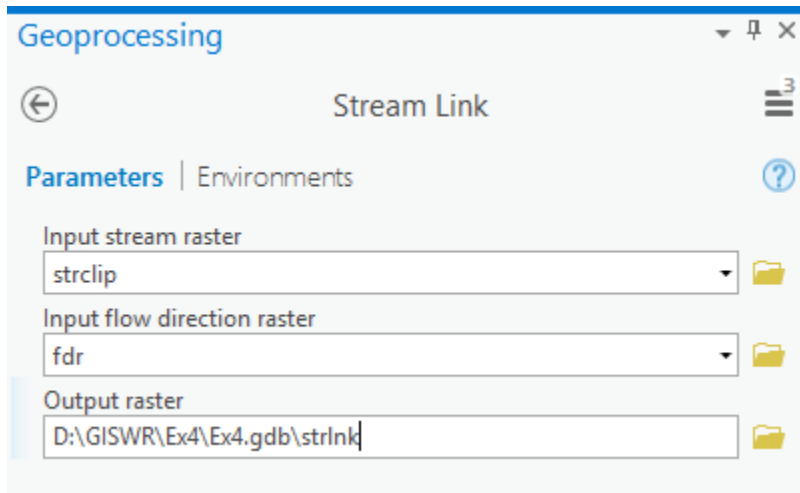 Geoprocessing
Stream Link
3
Parameters | Environments
?
Input stream raster
strclip
Input flow direction raster
fdr
Output raster
D:\GISWR\Ex4\Ex4.gdb\strlnk